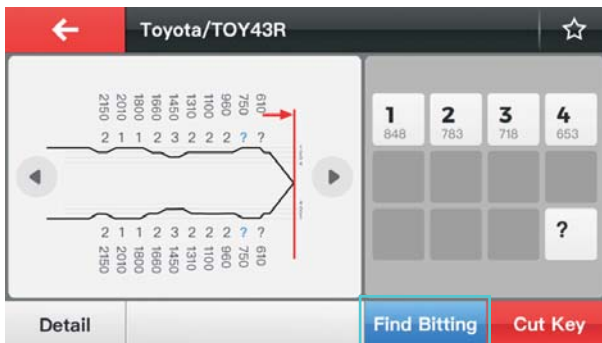 Toyota/TOY43R
2150 2010 1800 1660 1450 1310 1100 960 750 610
2 1 1 2 3 2 2 2 ? ?
2 1 1 2 3 2 2 2 ? ?
2150 2010 1800 1660 1450 1310 1100 960 750 610
1 2 3 4
848 783 718 653
?
Detail
Find Bitting
Cut Key